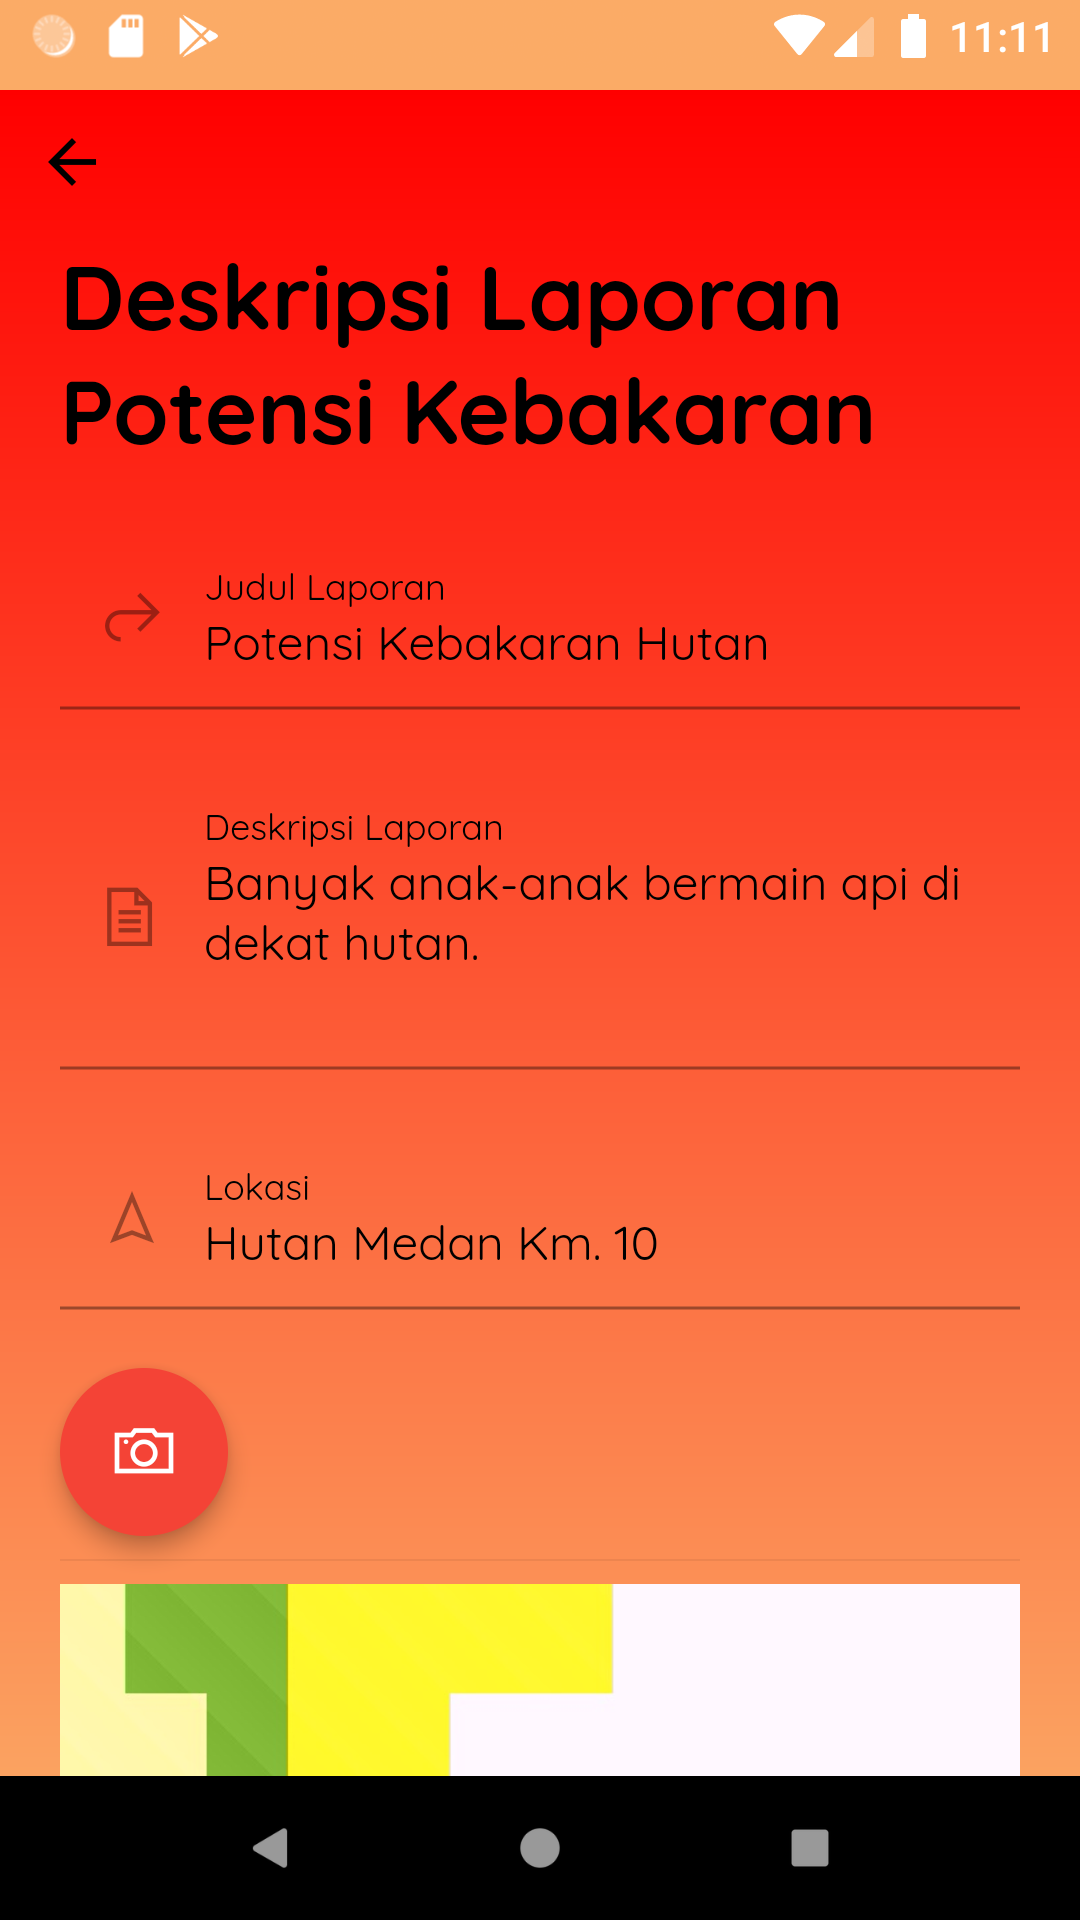 11:11
Deskripsi Laporan
Potensi Kebakaran
Judul Laporan
Potensi Kebakaran Hutan
Deskripsi Laporan
Banyak anak-anak bermain api di
dekat hutan.
Lokasi
Hutan Medan Km. 10